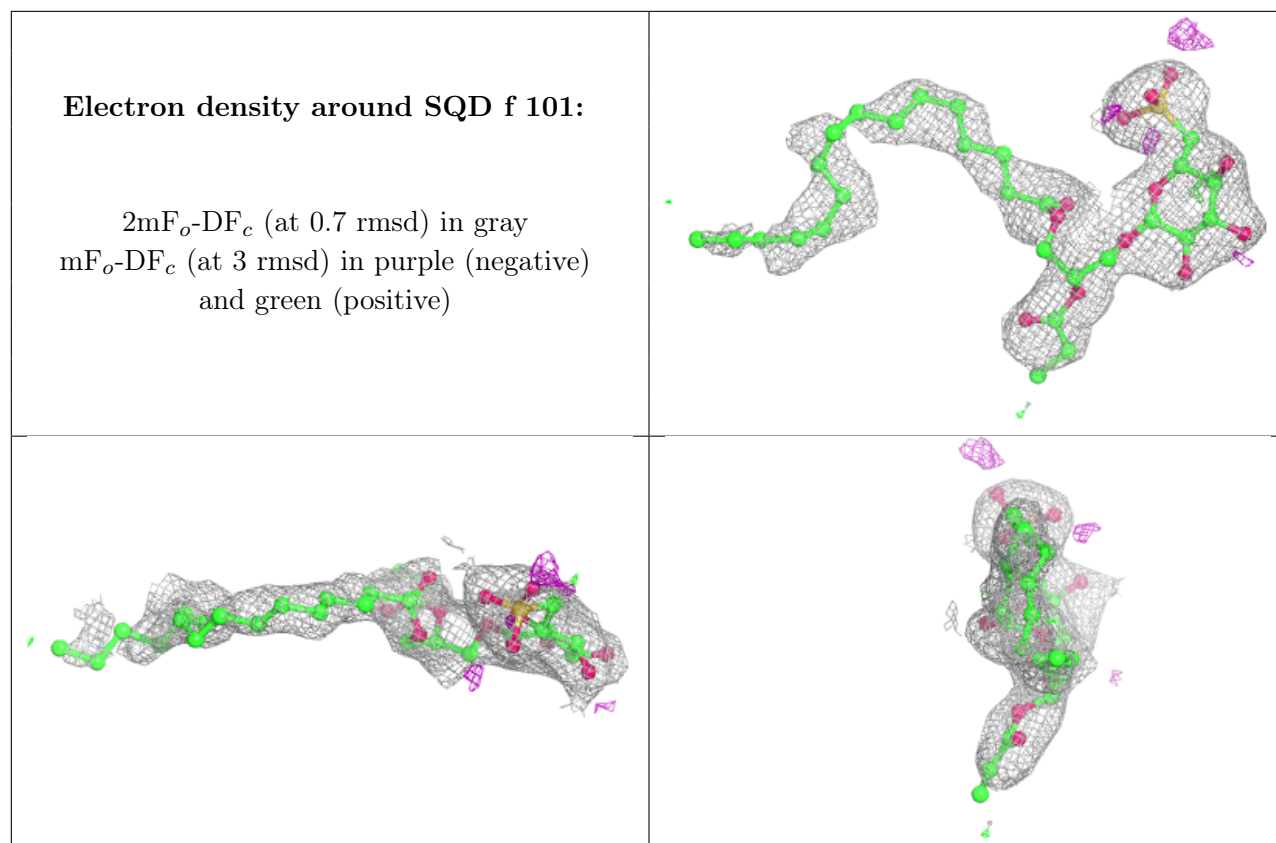 Electron density around SQD f 101:
2mFₒ-DF𝒸 (at 0.7 rmsd) in gray
mFₒ-DF𝒸 (at 3 rmsd) in purple (negative)
and green (positive)